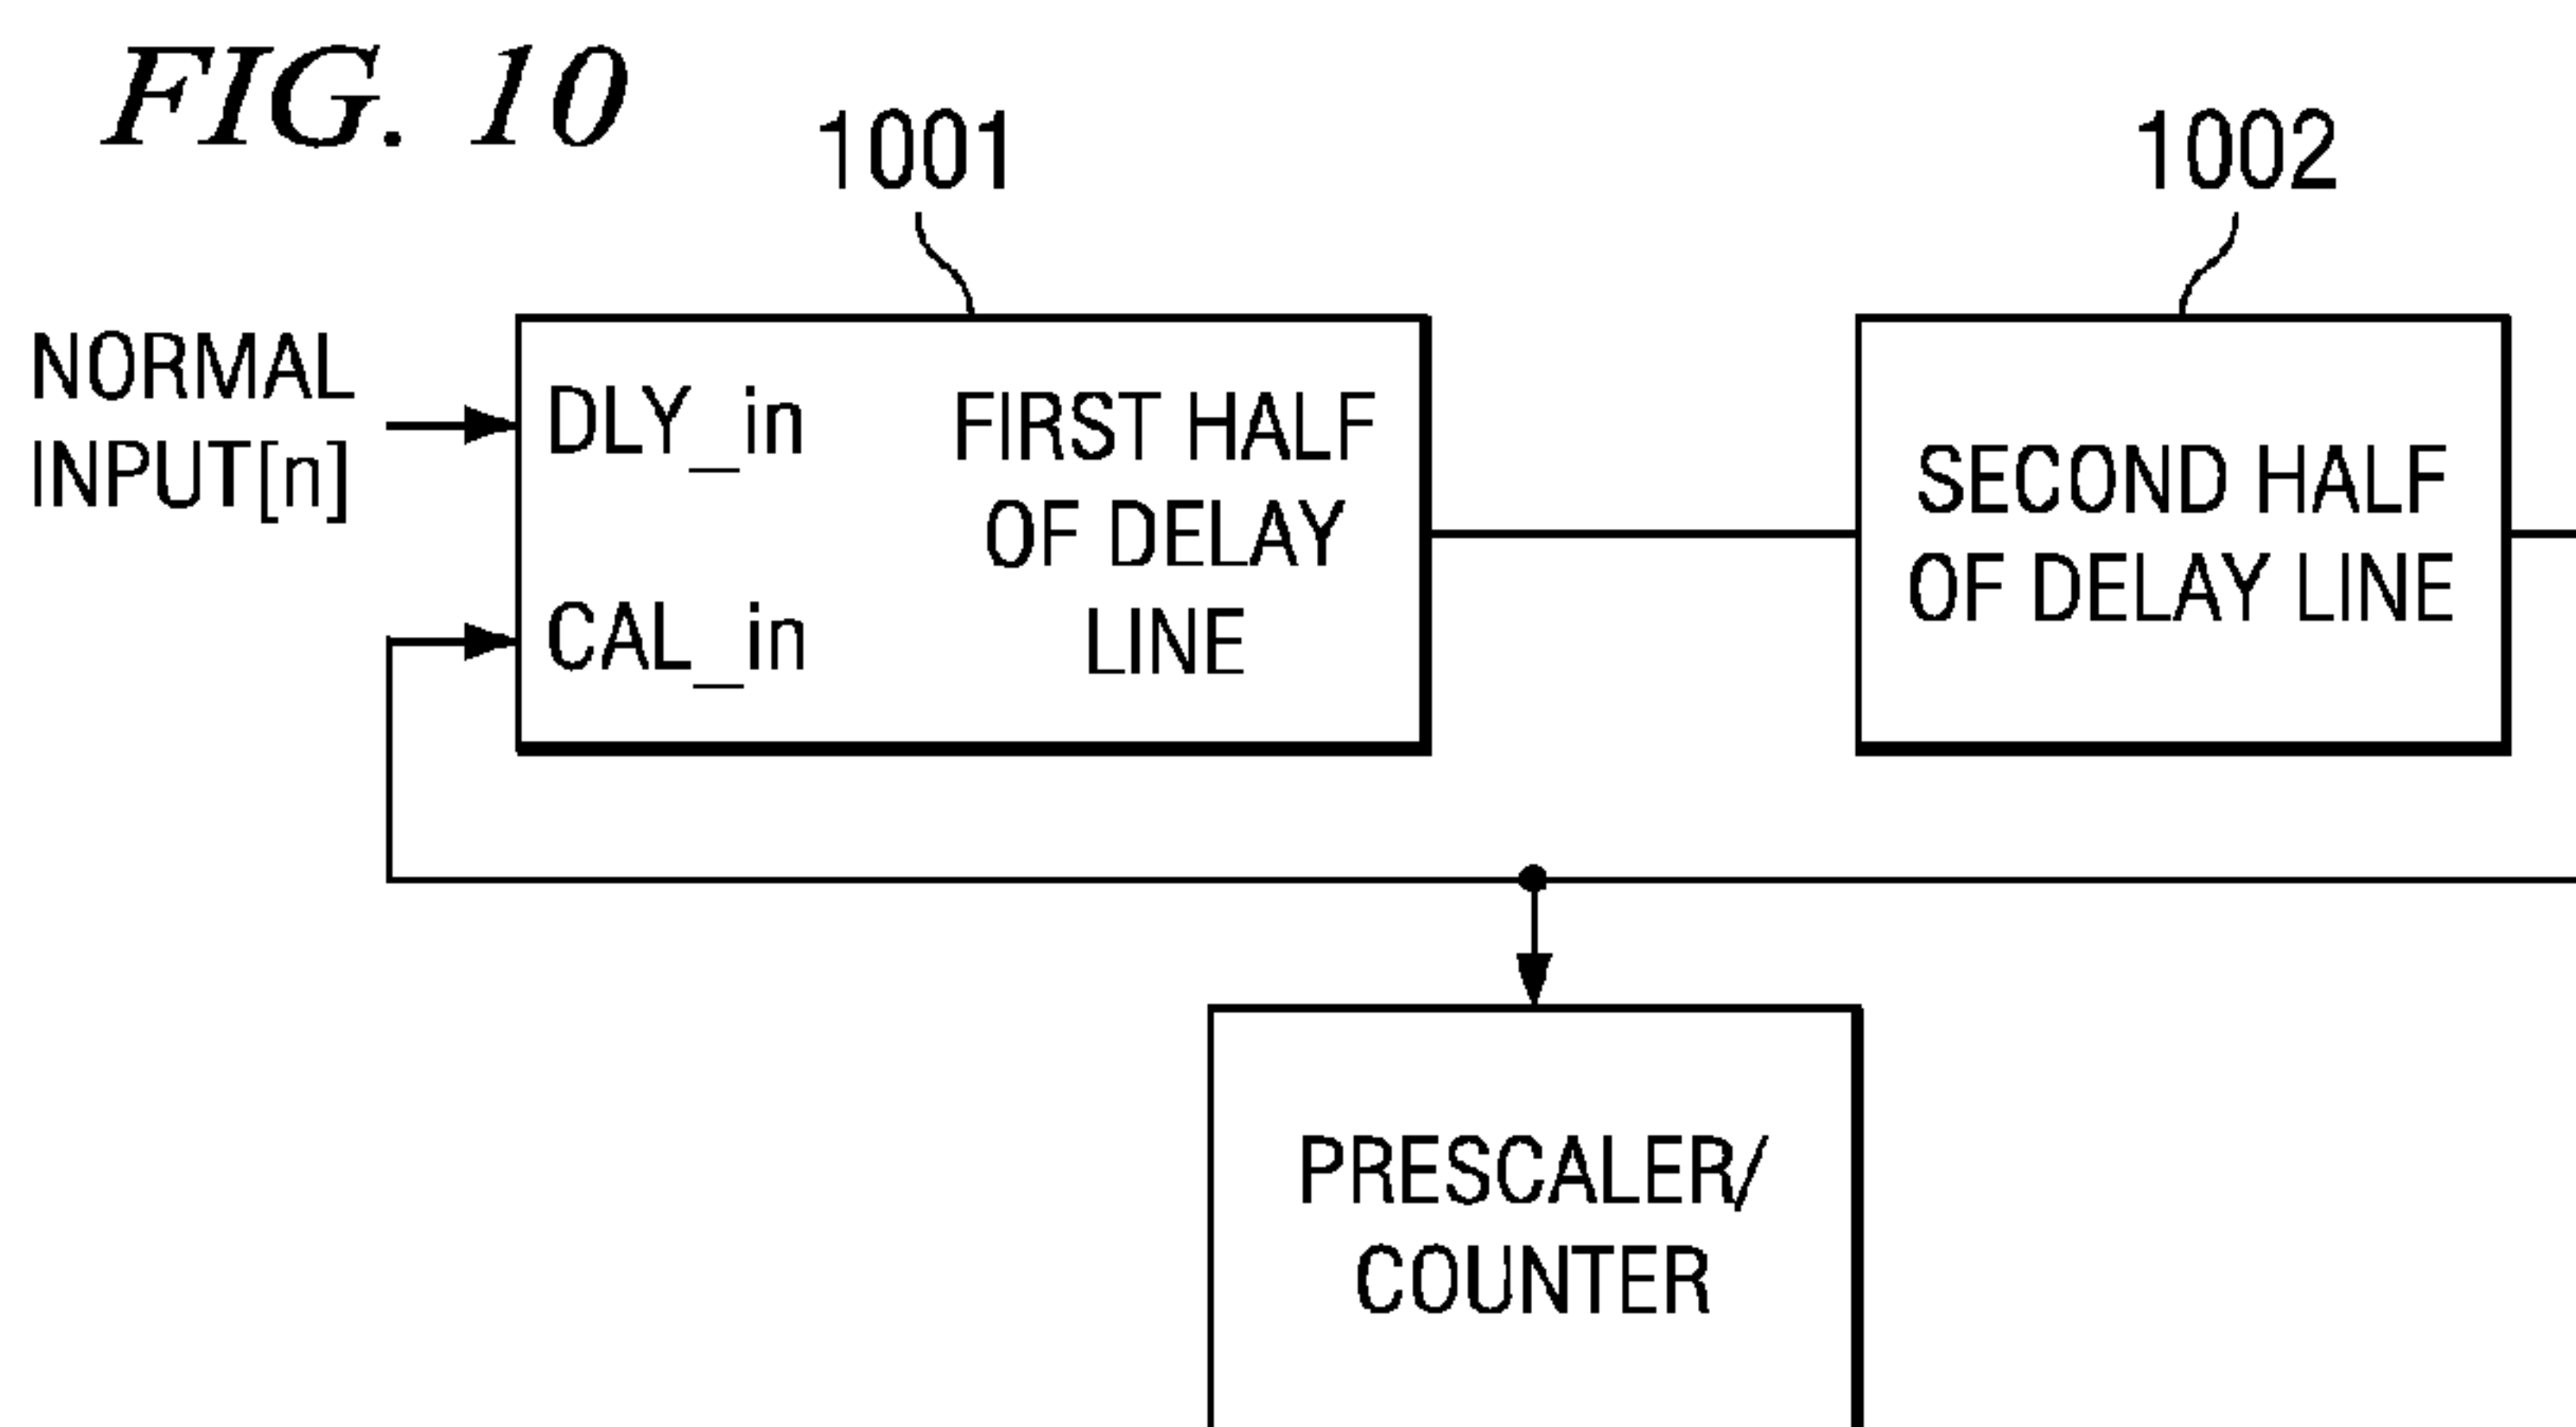 FIG. 10
1001
1002
NORMAL
INPUT[n]
DLY_in
CAL_in
FIRST HALF
OF DELAY
LINE
SECOND HALF
OF DELAY LINE
PRESCALER/
COUNTER